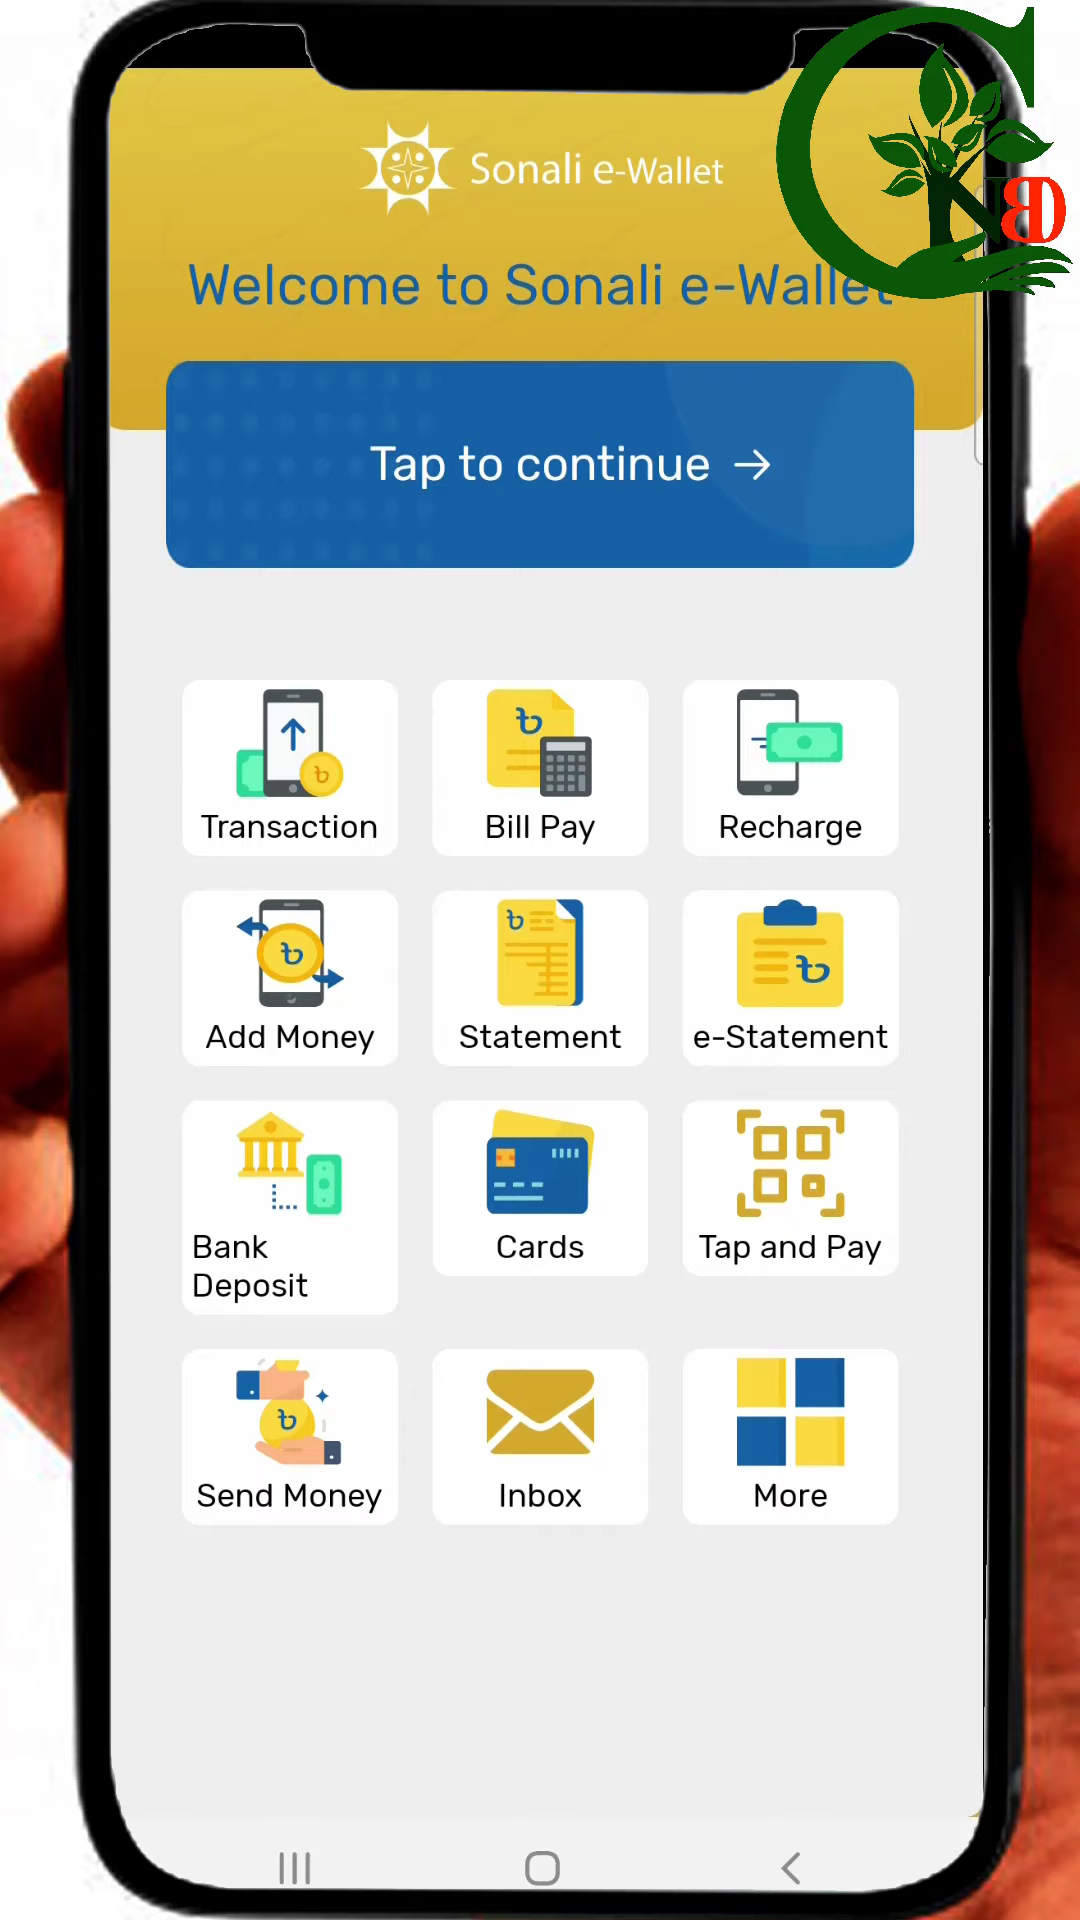 Sonali e-Wallet
NBD
Welcome to Sonali e-Wallet
Tap to continue →
Transaction
Bill Pay
Recharge
Add Money
Statement
e-Statement
Bank
Deposit
Cards
Tap and Pay
Send Money
Inbox
More